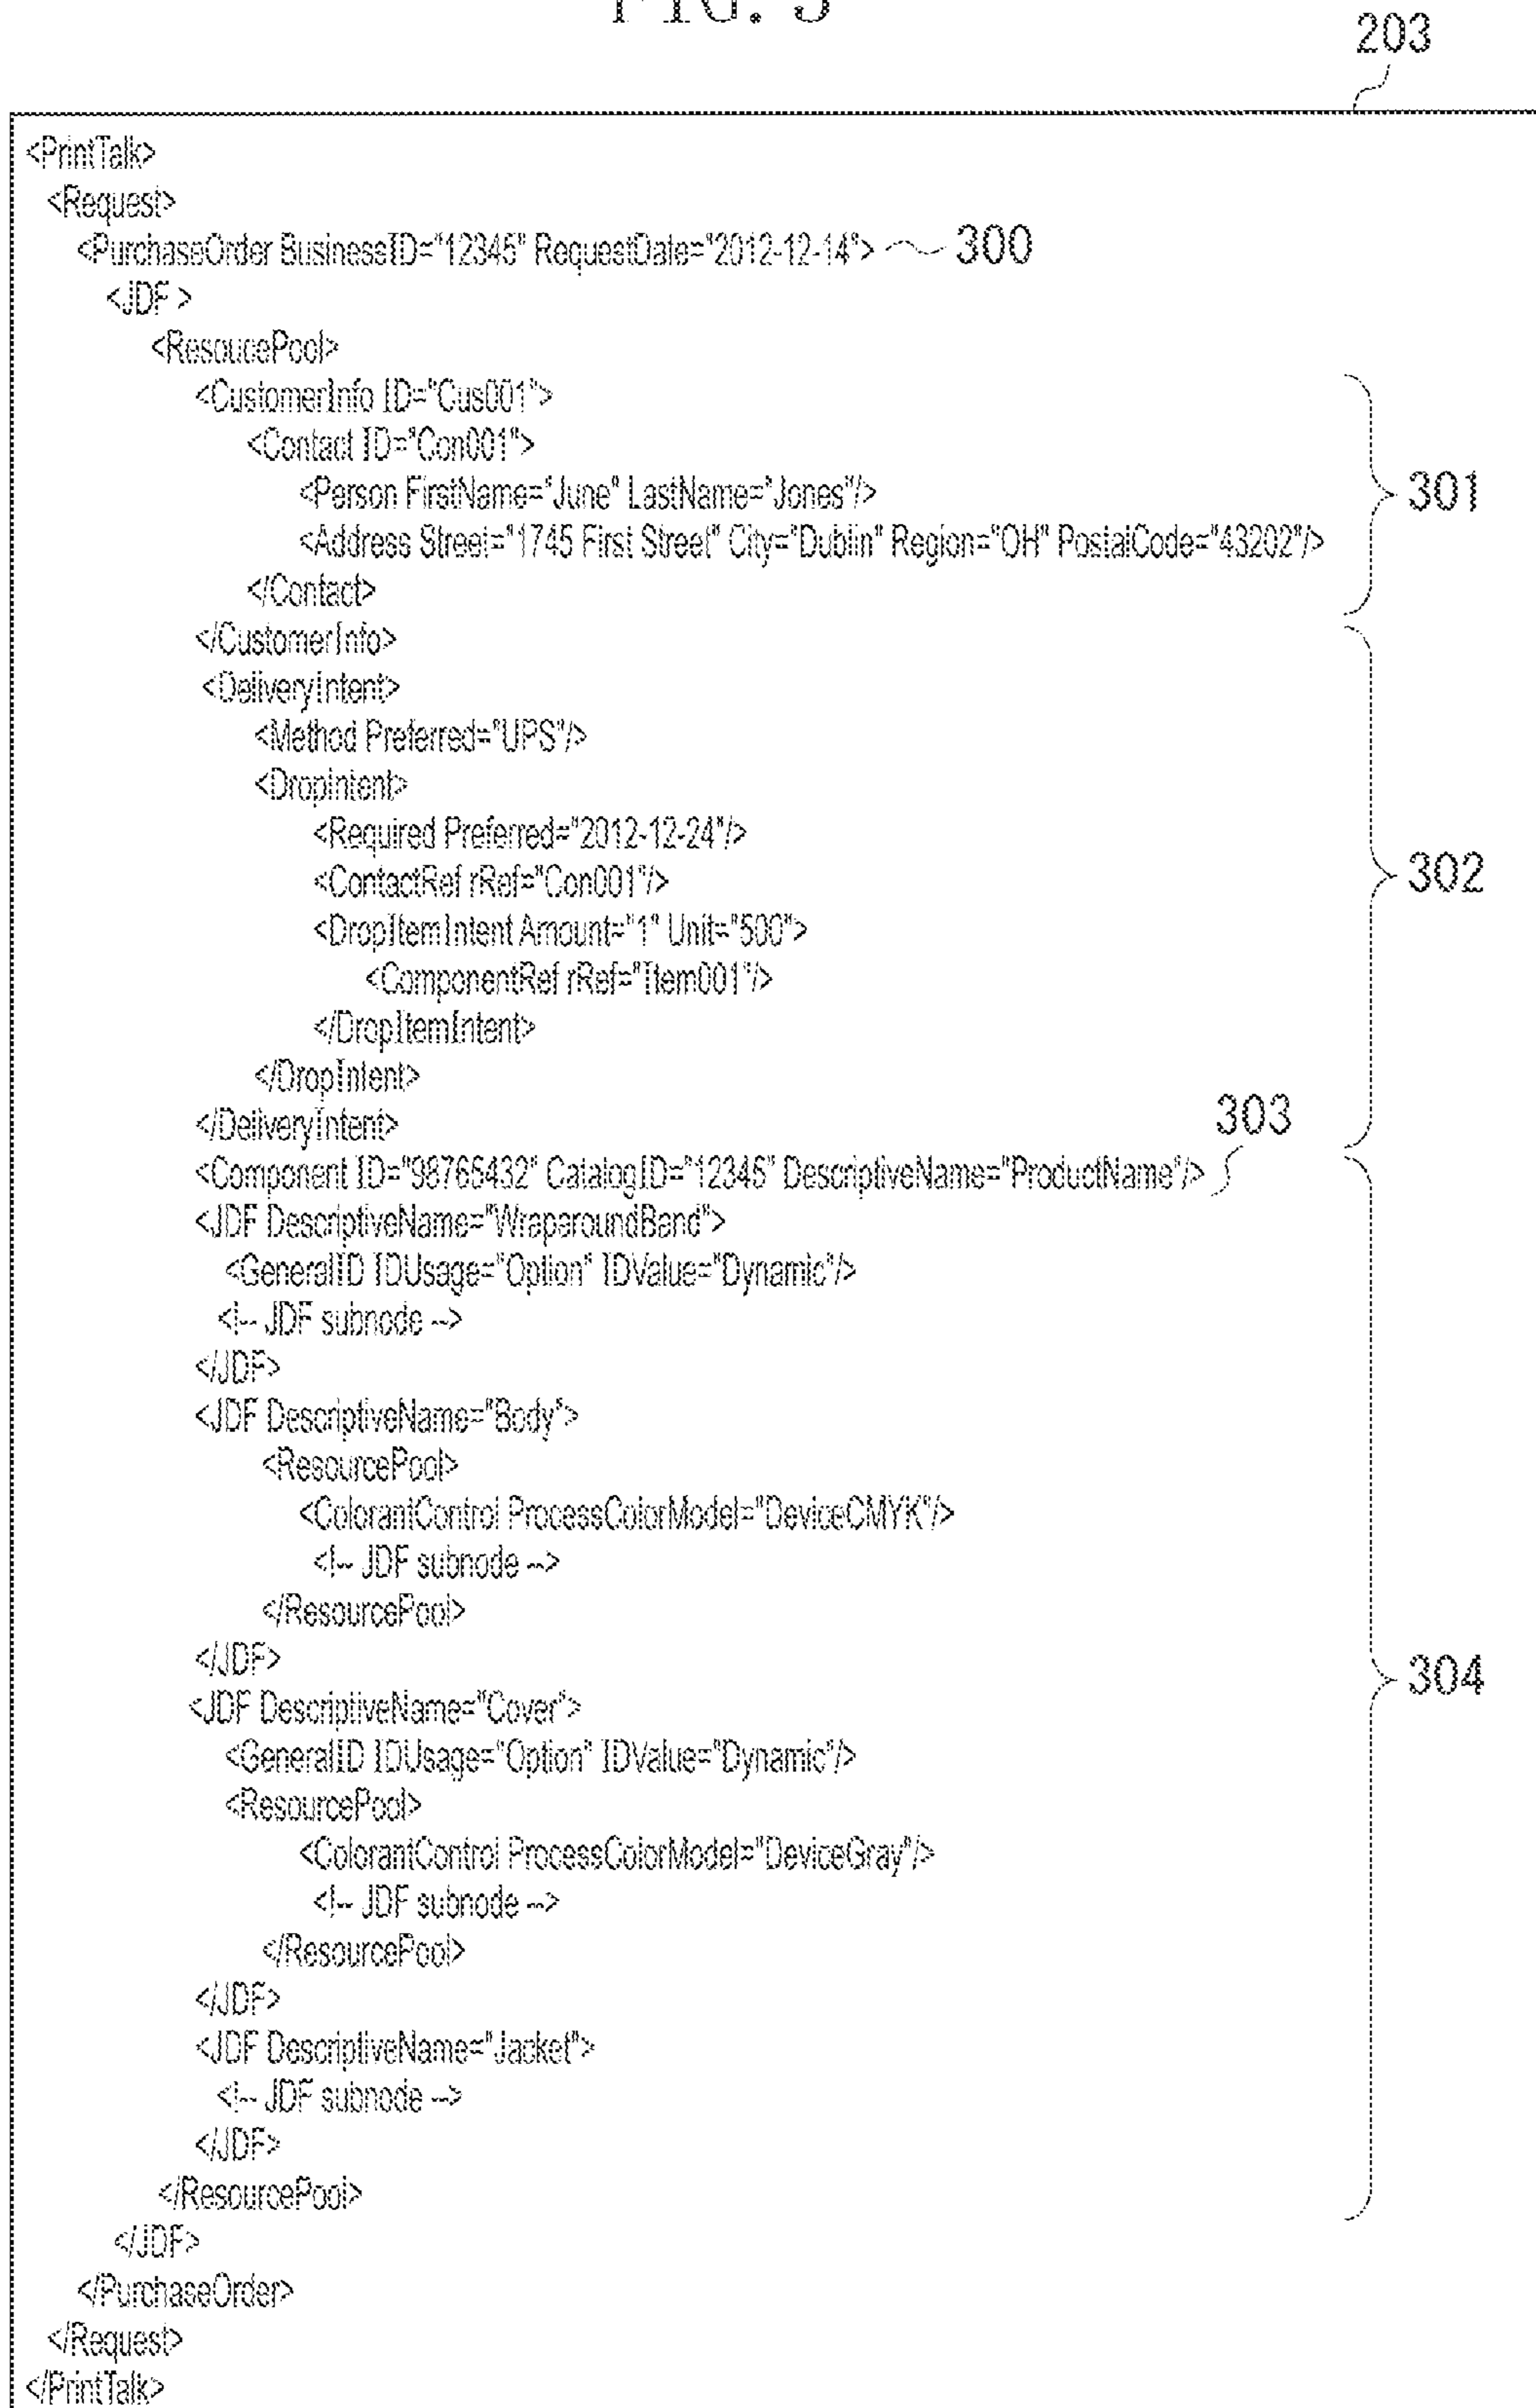 FIG. 3
203
<PrintTalk>
<Request>
<PurchaseOrder BusinessID="12345" RequestDate="2012-12-14"> 300
<JDF >
<ResoucePool>
<CustomerInfo ID="Cus001">
<Contact ID="Con001">
<Person FirstName="June" LastName="Jones"/>
301
<Address Street="1745 First Street" City="Dublin" Region="OH" PostalCode="43202"/>
</Contact>
</CustomerInfo>
<DeliveryIntent>
<Method Preferred="UPS"/>
<DropIntent>
<Required Preferred="2012-12-24"/>
<ContactRef rRef="Con001"/>
302
<DropItemIntent Amount="1" Unit="500">
<ComponentRef rRef="Item001"/>
</DropItemIntent>
</DropIntent>
</DeliveryIntent>
303
<Component ID="98765432" CatalogID="12345" DescriptiveName="ProductName"/>
<JDF DescriptiveName="WraparoundBand">
<GeneralID IDUsage="Option" IDValue="Dynamic"/>
<!-- JDF subnode -->
</JDF>
<JDF DescriptiveName="Body">
<ResourcePool>
<ColorantControl ProcessColorModel="DeviceCMYK"/>
<!-- JDF subnode -->
</ResourcePool>
</JDF>
304
<JDF DescriptiveName="Cover">
<GeneralID IDUsage="Option" IDValue="Dynamic"/>
<ResourcePool>
<ColorantControl ProcessColorModel="DeviceGray"/>
<!-- JDF subnode -->
</ResourcePool>
</JDF>
<JDF DescriptiveName="Jacket">
<!-- JDF subnode -->
</JDF>
</ResourcePool>
</JDF>
</PurchaseOrder>
</Request>
</PrintTalk>